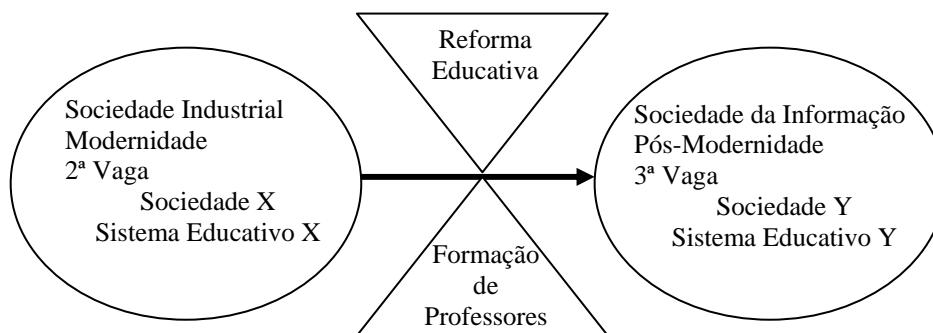 Sociedade Industrial
Modernidade
2ª Vaga
Sociedade X
Sistema Educativo X
Reforma
Educativa
Formação
de
Professores
Sociedade da Informação
Pós-Modernidade
3ª Vaga
Sociedade Y
Sistema Educativo Y